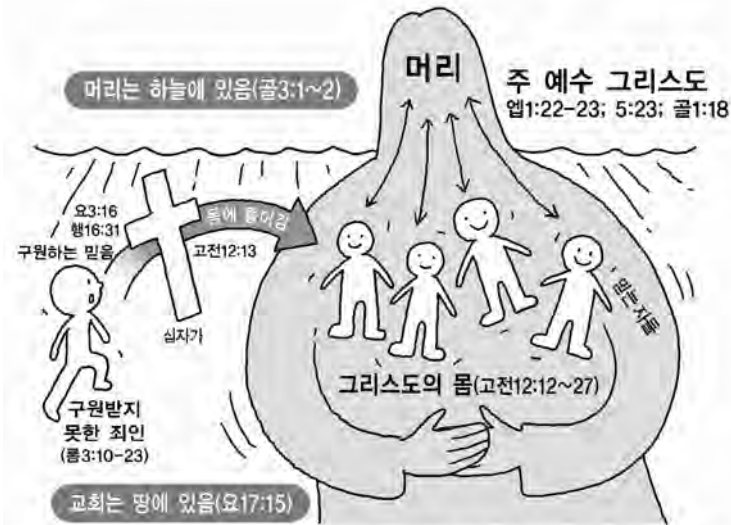 머리
머리는 하늘에 있음(골3:1~2)
주 예수 그리스도
엡1:22-23; 5:23; 골1:18
요3:16
행16:31
구원하는 믿음
몸에 들어감
고전12:13
십자가
믿는 자들
그리스도의 몸(고전12:12~27)
구원받지
못한 죄인
(롬3:10-23)
교회는 땅에 있음(요17:15)